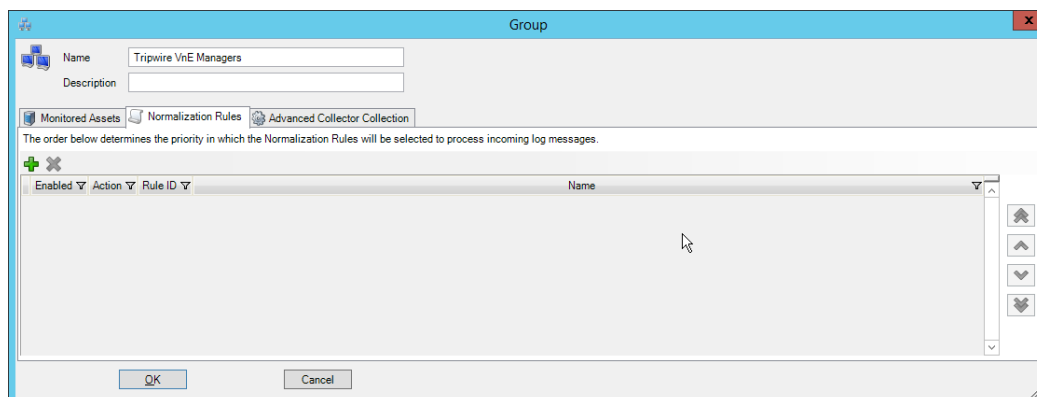 Group
x
Name Tripwire VnE Managers
Description
Monitored Assets Normalization Rules Advanced Collector Collection
The order below determines the priority in which the Normalization Rules will be selected to process incoming log messages.
Enabled Action Rule ID Name
OK Cancel